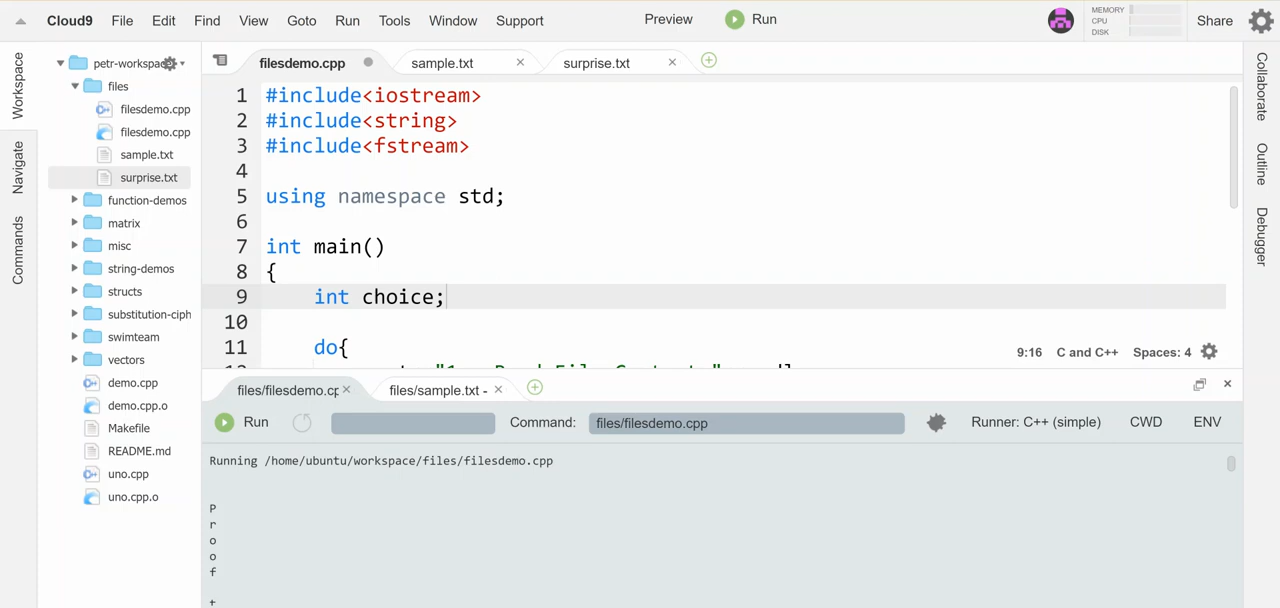 Cloud9 File Edit Find View Goto Run Tools Window Support Preview Run MEMORY CPU DISK Share
Workspace
Navigate
Commands
petr-workspac
files
filesdemo.cpp
filesdemo.cpp
sample.txt
surprise.txt
function-demos
matrix
misc
string-demos
structs
substitution-ciph
swimteam
vectors
demo.cpp
demo.cpp.o
Makefile
README.md
uno.cpp
uno.cpp.o
filesdemo.cpp sample.txt surprise.txt
1 #include<iostream>
2 #include<string>
3 #include<fstream>
4
5 using namespace std;
6
7 int main()
8 {
9 int choice;
10
11 do{
9:16 C and C++ Spaces: 4
files/filesdemo.cp files/sample.txt -
Run Command: files/filesdemo.cpp Runner: C++ (simple) CWD ENV
Running /home/ubuntu/workspace/files/filesdemo.cpp
P
r
o
o
f
t
Collaborate
Outline
Debugger